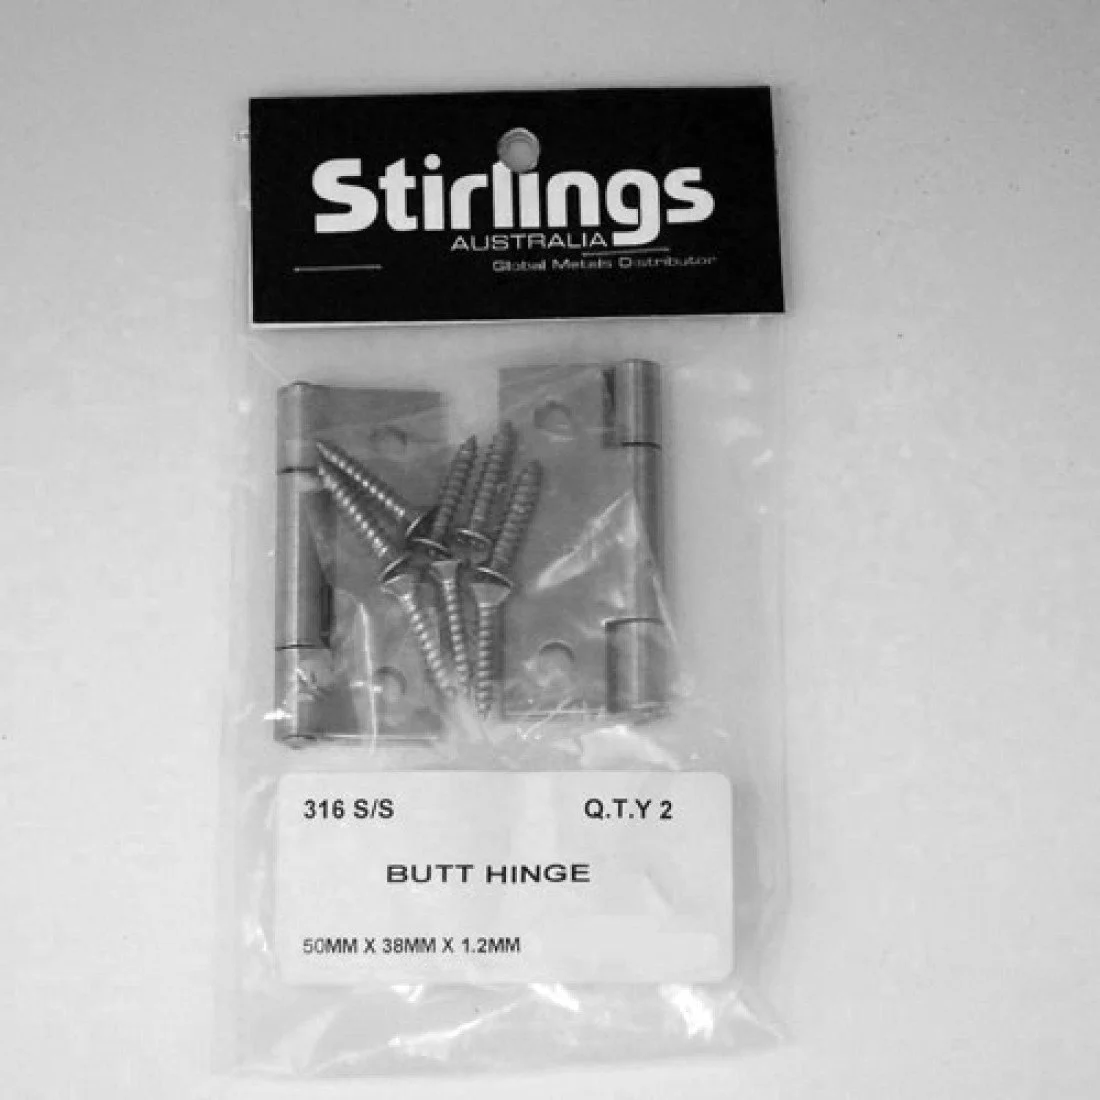 Stirlings
AUSTRALIA
Global Metals Distributor
316 S/S Q.T.Y 2
BUTT HINGE
50MM X 38MM X 1.2MM